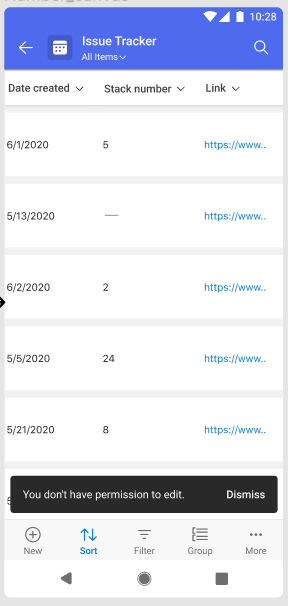 10:28
Issue Tracker
All Items
Date created Stack number Link
6/1/2020 5 https://www..
5/13/2020 — https://www..
6/2/2020 2 https://www..
5/5/2020 24 https://www..
5/21/2020 8 https://www..
You don't have permission to edit. Dismiss
New Sort Filter Group More